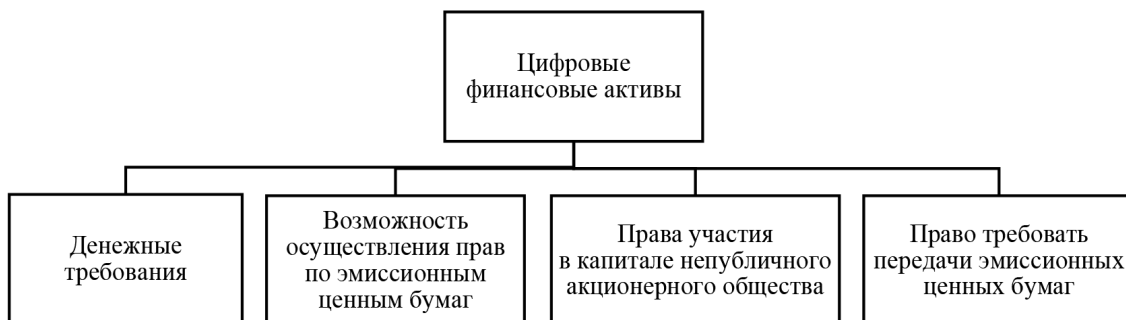 Цифровые
финансовые активы
Денежные
требования
Возможность
осуществления прав
по эмиссионным
ценным бумаг
Права участия
в капитале непубличного
акционерного общества
Право требовать
передачи эмиссионных
ценных бумаг